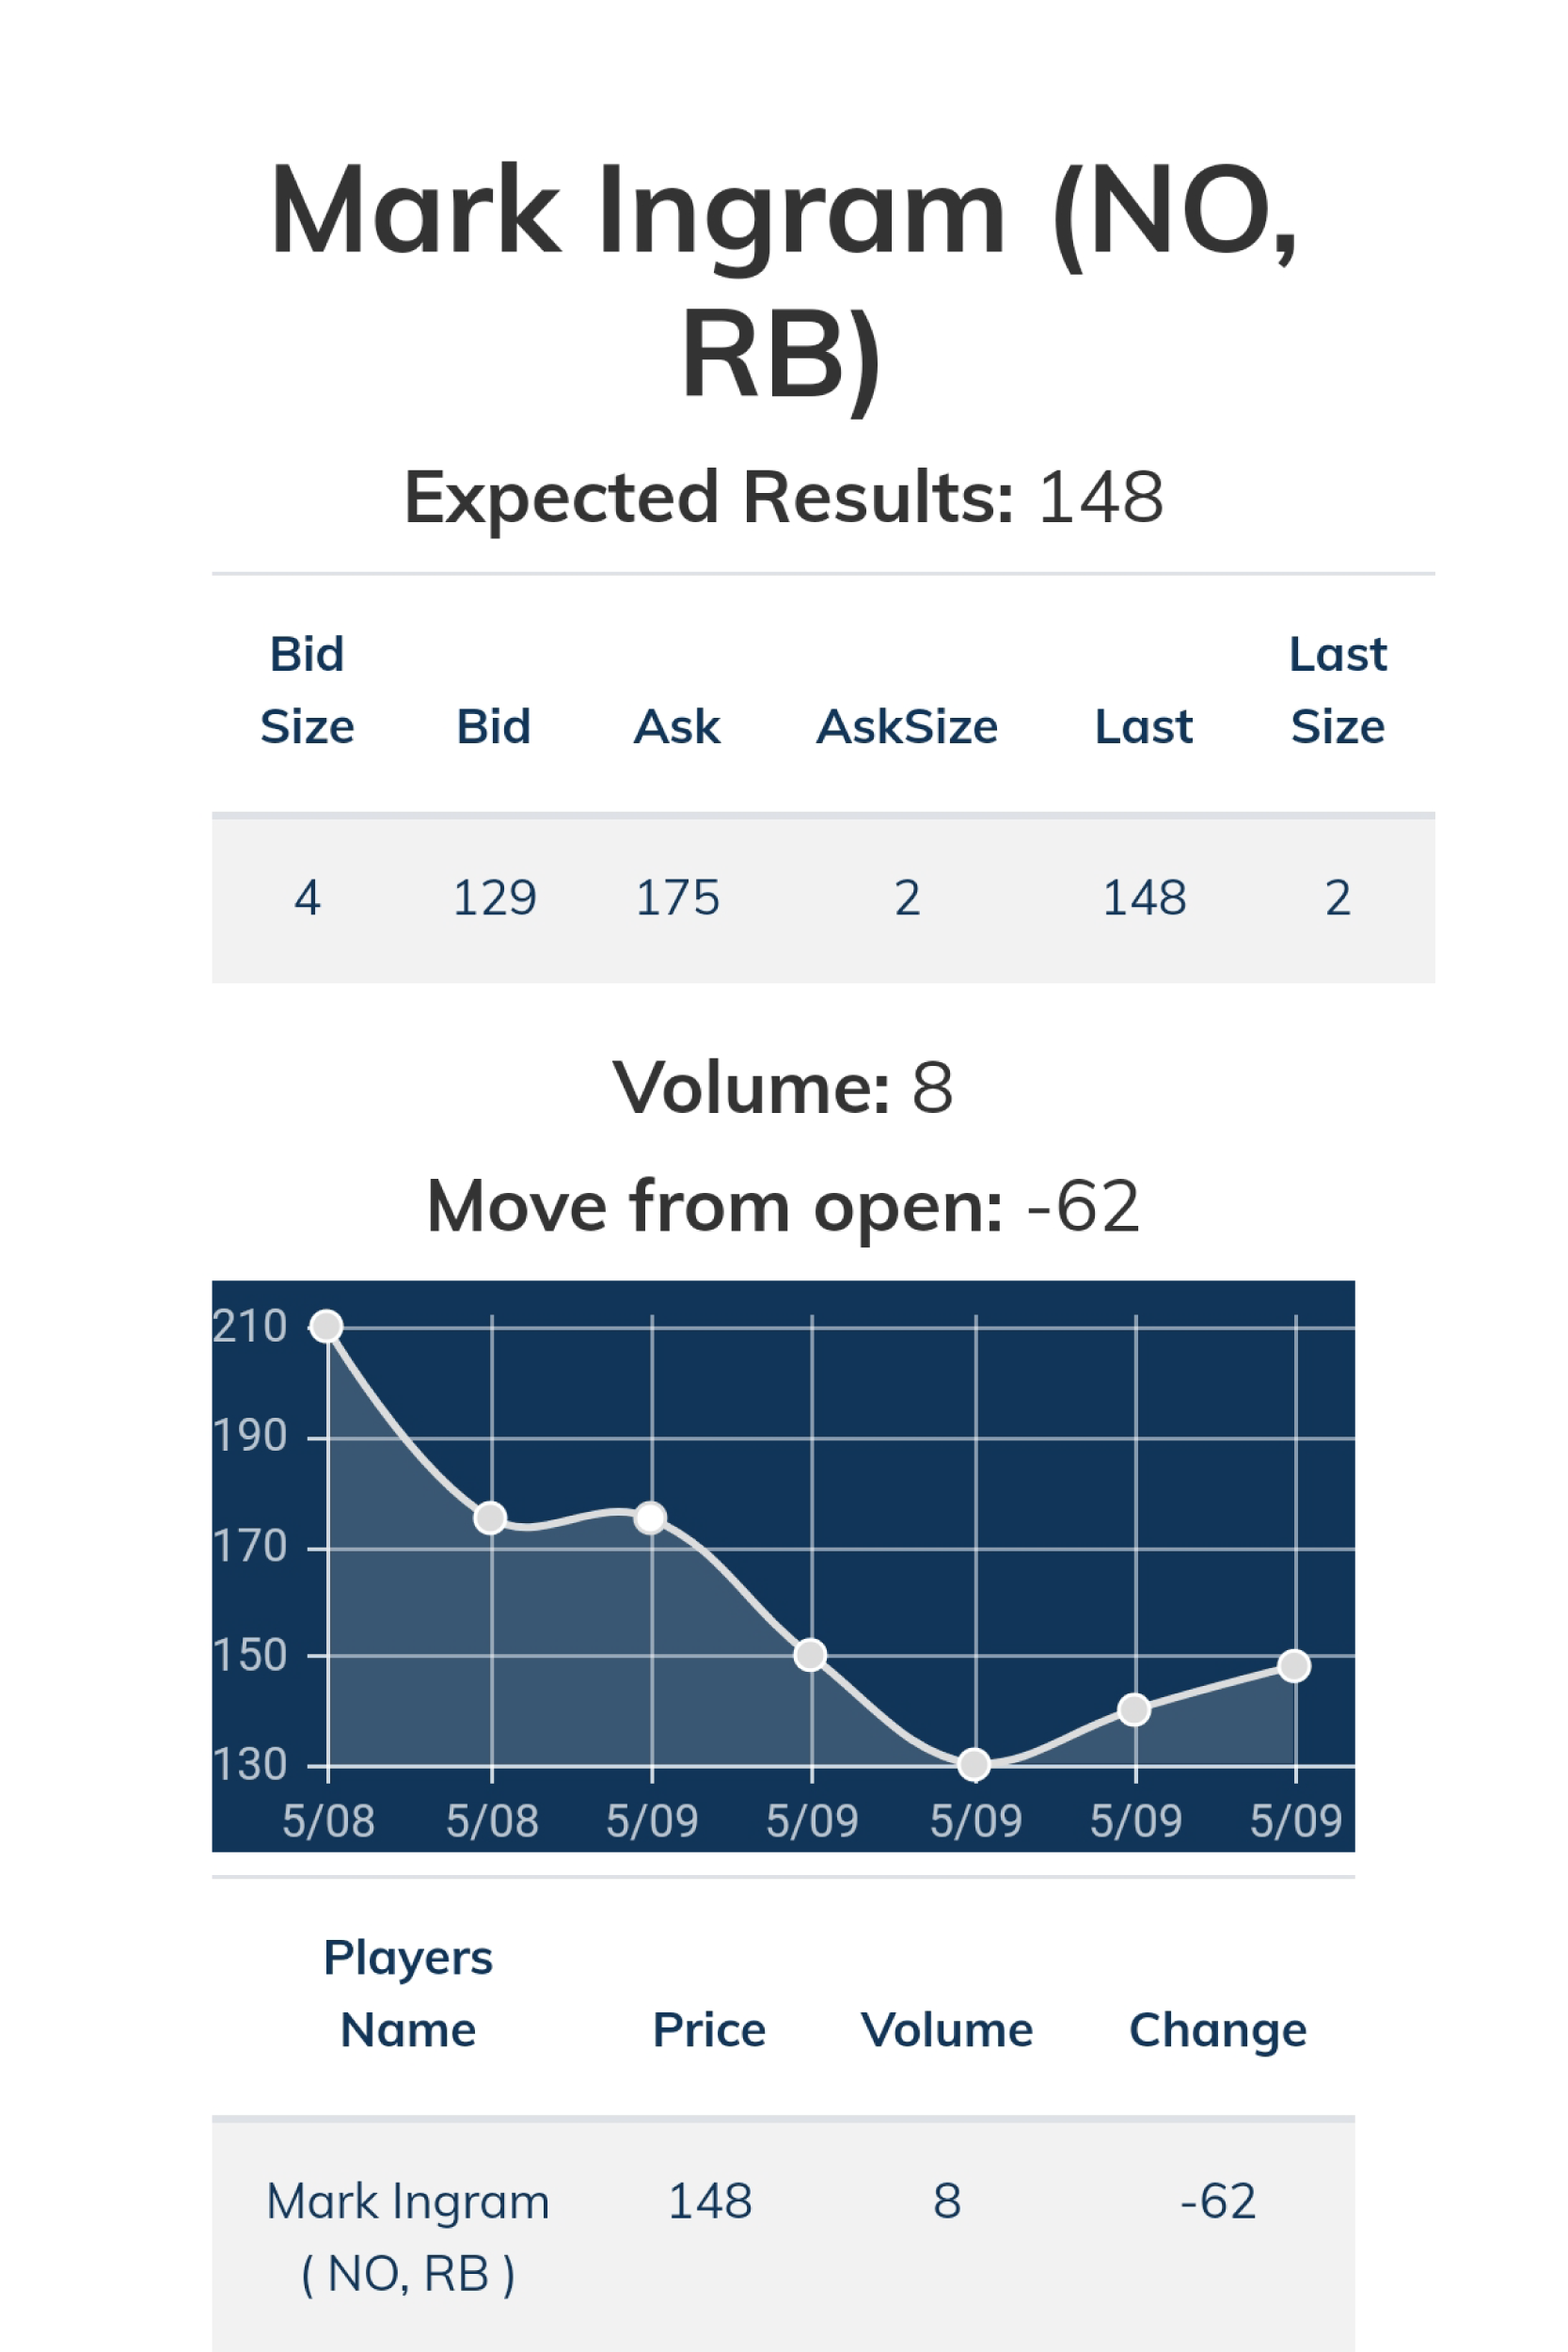 Mark Ingram (NO,
RB)
Expected Results: 148
Bid
Size Bid Ask AskSize Last Last
Size
4 129 175 2 148 2
Volume: 8
Move from open: -62
210
190
170
150
130
5/08 5/08 5/09 5/09 5/09 5/09 5/09
Players
Name Price Volume Change
Mark Ingram 148 8 -62
( NO, RB )